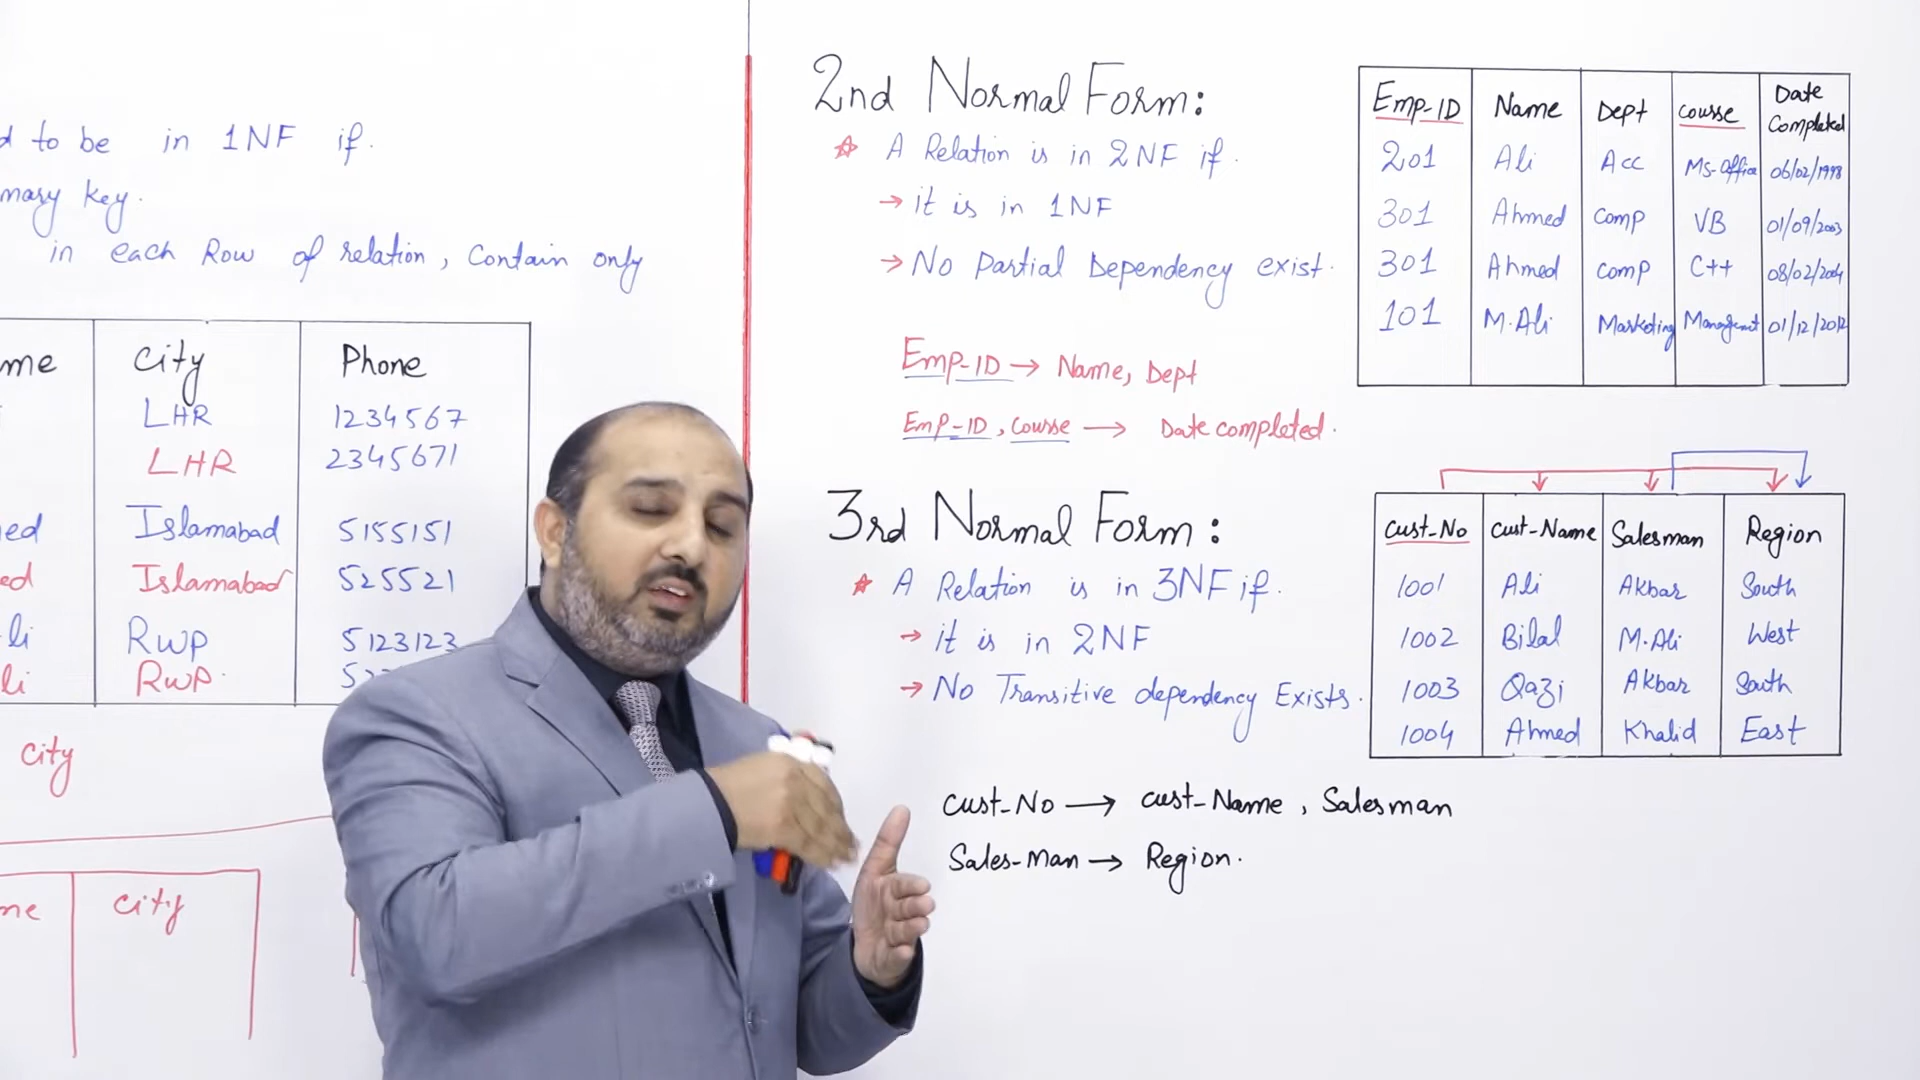 d to be in 1NF if.
mary key.
in each Row of relation, Contain only
me City Phone
LHR 1234567
LHR 2345671
ed Islamabad 5155151
ed Islamabad 525521
li RWP 5123123
li RWP.
City
ne City
2nd Normal Form:
A Relation is in 2NF if.
→ it is in 1NF
→ No Partial Dependency exist.
Emp-ID → Name, Dept
Emp-ID, Course → Date completed.
Emp-ID Name Dept Course Date Completed
201 Ali Acc Ms-Office 06/02/1998
301 Ahmed Comp VB 01/09/2003
301 Ahmed Comp C++ 08/02/2004
101 M.Ali Marketing 01/12/2012
3rd Normal Form:
A Relation is in 3NF if.
→ it is in 2NF
→ No Transitive dependency Exists.
Cust-No Cust-Name Salesman Region
1001 Ali Akbar South
1002 Bilal M.Ali West
1003 Qazi Akbar South
1004 Ahmed Khalid East
Cust-No → Cust-Name, Salesman
Sales-Man → Region.